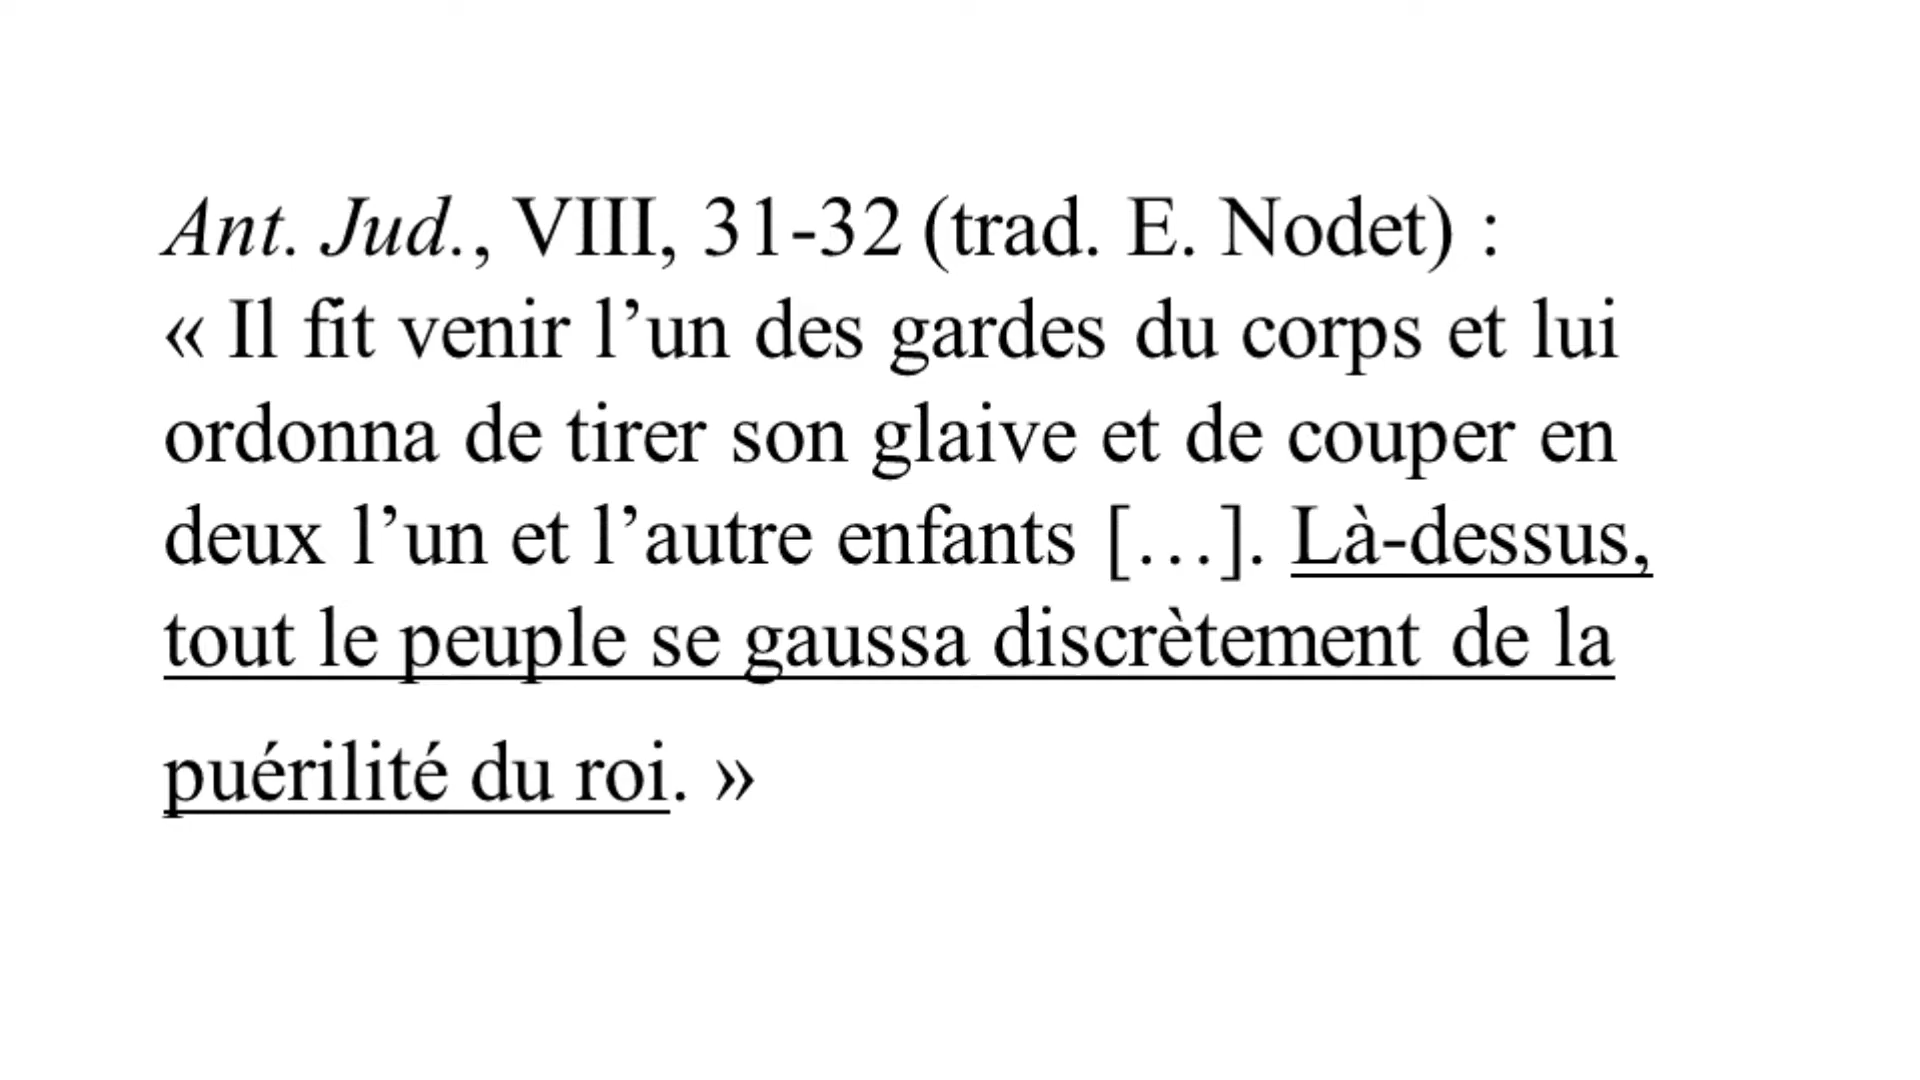 Ant. Jud., VIII, 31-32 (trad. E. Nodet) :
« Il fit venir l’un des gardes du corps et lui
ordonna de tirer son glaive et de couper en
deux l’un et l’autre enfants […]. Là-dessus,
tout le peuple se gaussa discrètement de la
puérilité du roi. »